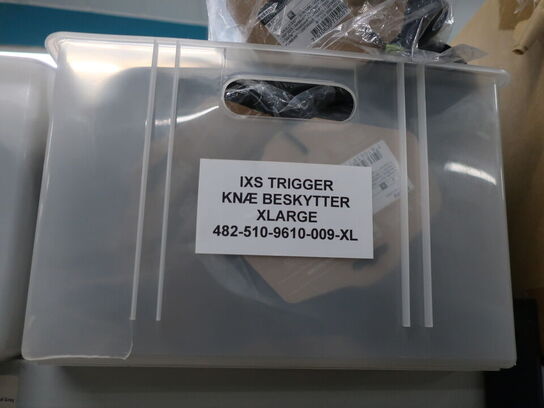 IXS TRIGGER
KNÆ BESKYTTER
XLARGE
482-510-9610-009-XL